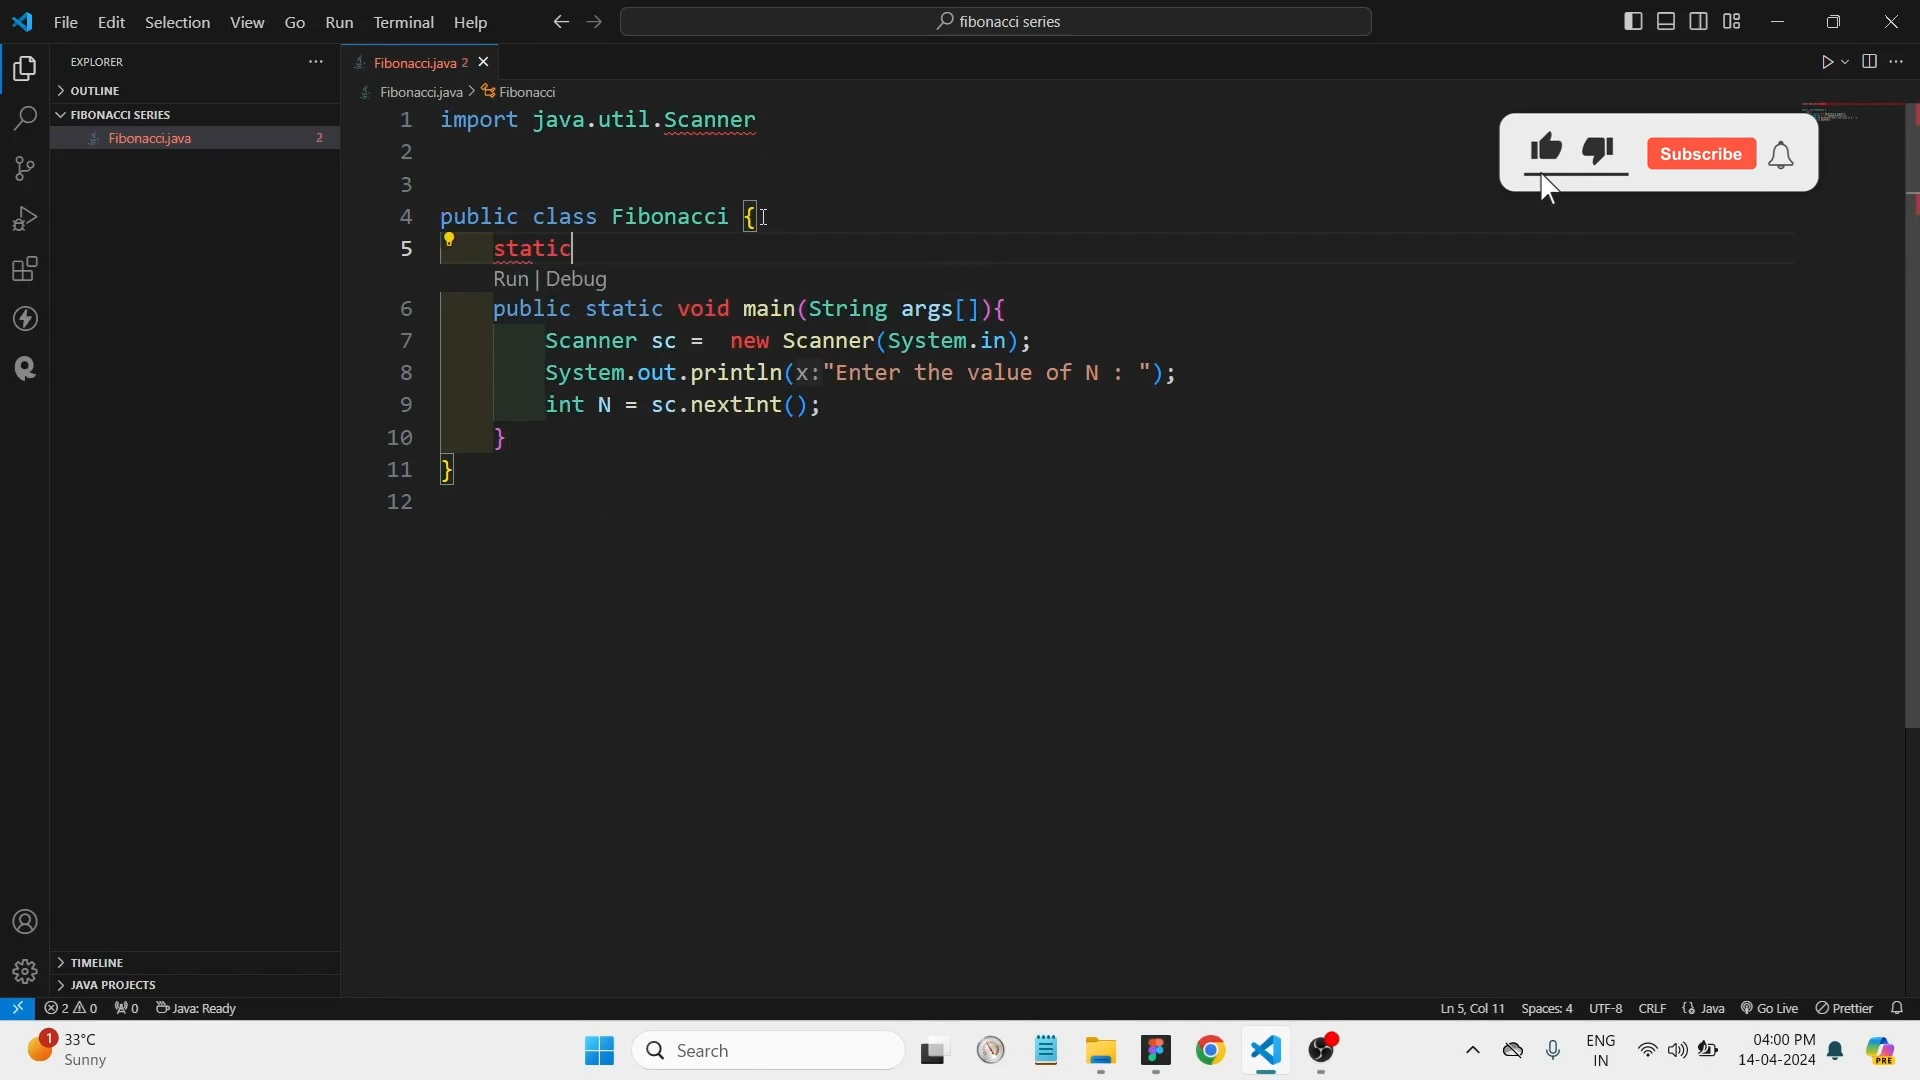 File Edit Selection View Go Run Terminal Help
fibonacci series
EXPLORER
OUTLINE
FIBONACCI SERIES
Fibonacci.java 2
Fibonacci.java 2
Fibonacci.java > Fibonacci
1 import java.util.Scanner
2
3
4 public class Fibonacci {
5 static
Run | Debug
6 public static void main(String args[]){
7 Scanner sc =  new Scanner(System.in);
8 System.out.println(x:"Enter the value of N : ");
9 int N = sc.nextInt();
10 }
11 }
12
Subscribe
TIMELINE
JAVA PROJECTS
2 0 0 Java: Ready
Ln 5, Col 11 Spaces: 4 UTF-8 CRLF {} Java Go Live Prettier
1
33°C
Sunny
Search
ENG
IN
04:00 PM
14-04-2024
PRE